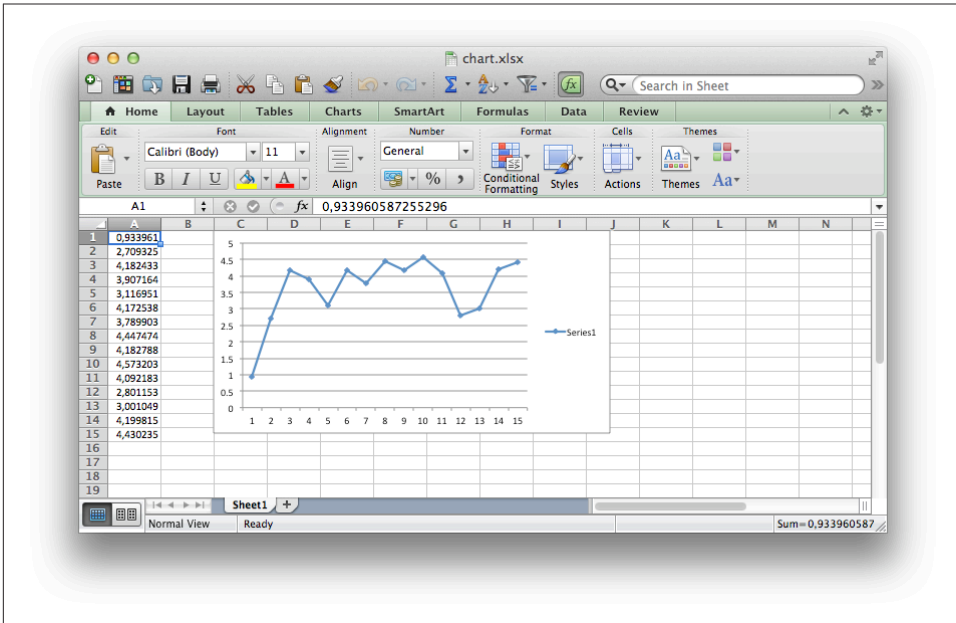 chart.xlsx
Search in Sheet
Home Layout Tables Charts SmartArt Formulas Data Review
Edit Font Alignment Number Format Cells Themes
Calibri (Body) 11 General
Paste B I U A Align % Conditional Formatting Styles Actions Themes Aa
A1 fx 0,933960587255296
A B C D E F G H I J K L M N
1 0,933961
2 2,709325
3 4,182433
4 3,907164
5 3,116951
6 4,172538
7 3,789903
8 4,447474
9 4,182788
10 4,573203
11 4,092183
12 2,801153
13 3,001049
14 4,199815
15 4,430235
16
17
18
19
5
4.5
4
3.5
3
2.5
2
1.5
1
0.5
0
1 2 3 4 5 6 7 8 9 10 11 12 13 14 15
Series1
Sheet1
Normal View Ready Sum=0,933960587